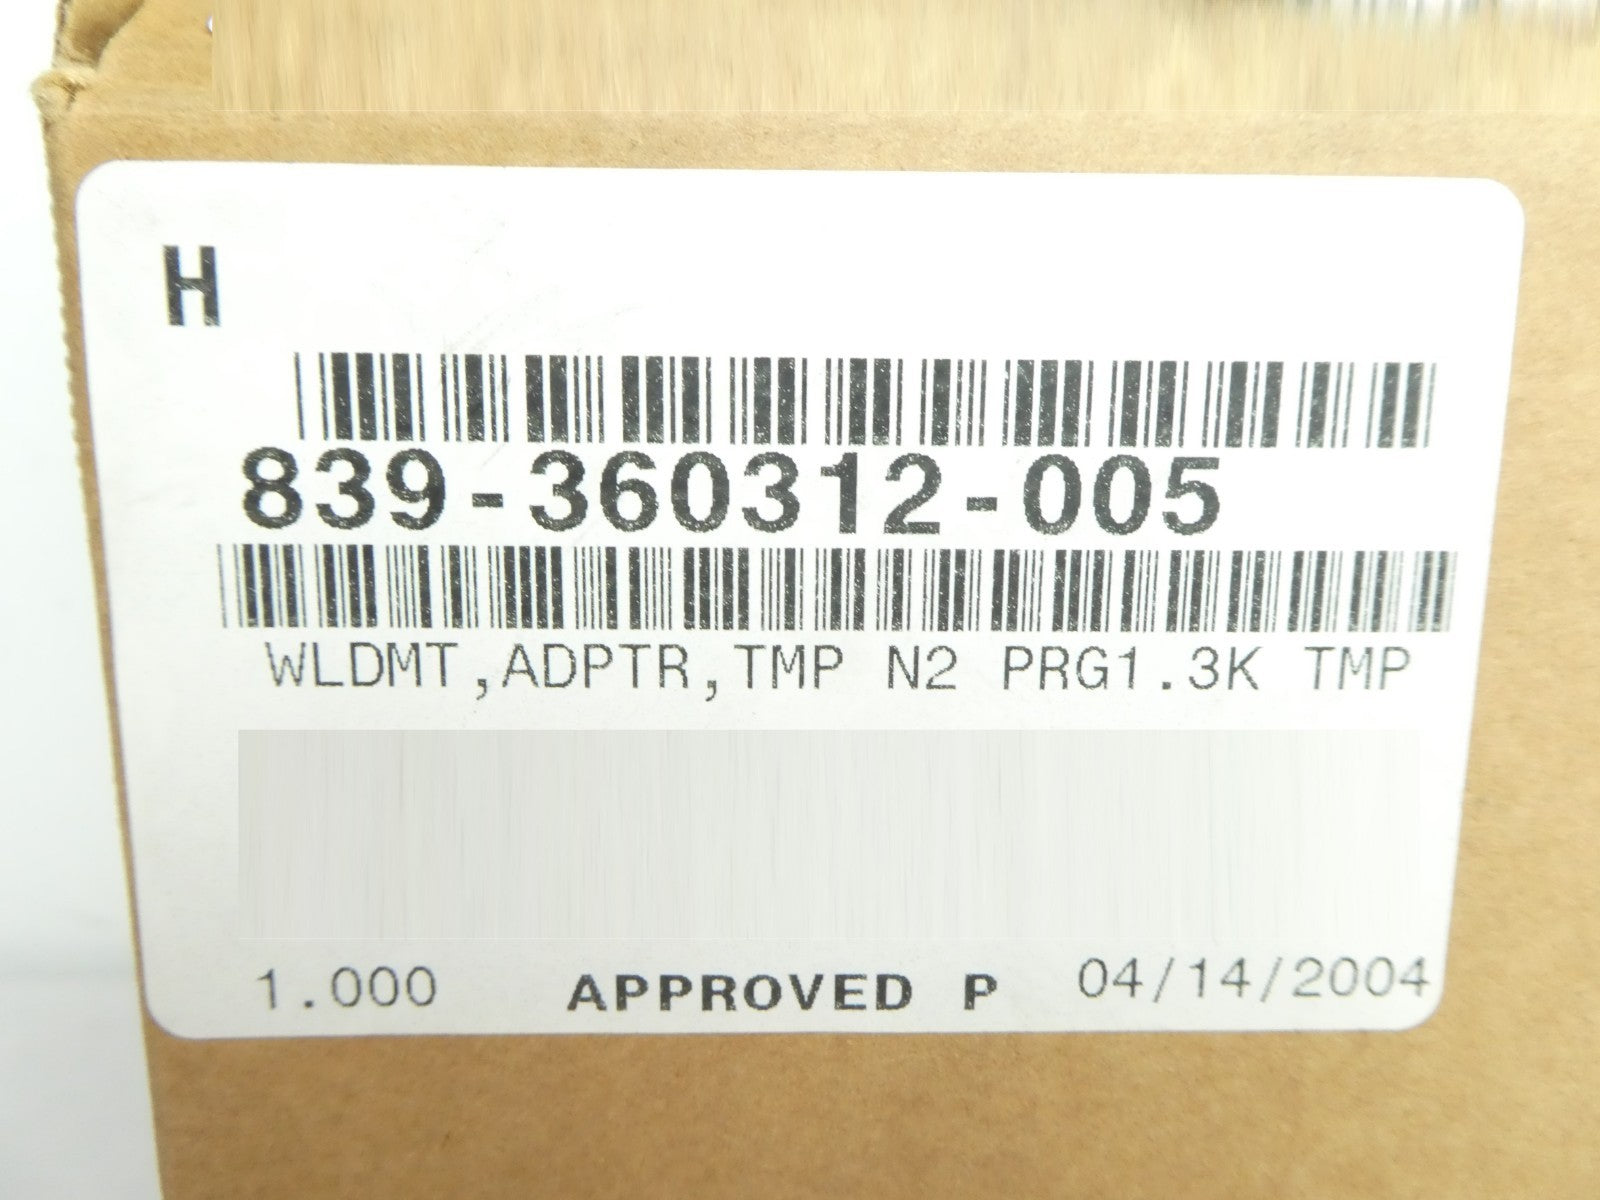 H
839-360312-005
WLDMT,ADPTR,TMP N2 PRG1.3K TMP
1.000 APPROVED P 04/14/2004